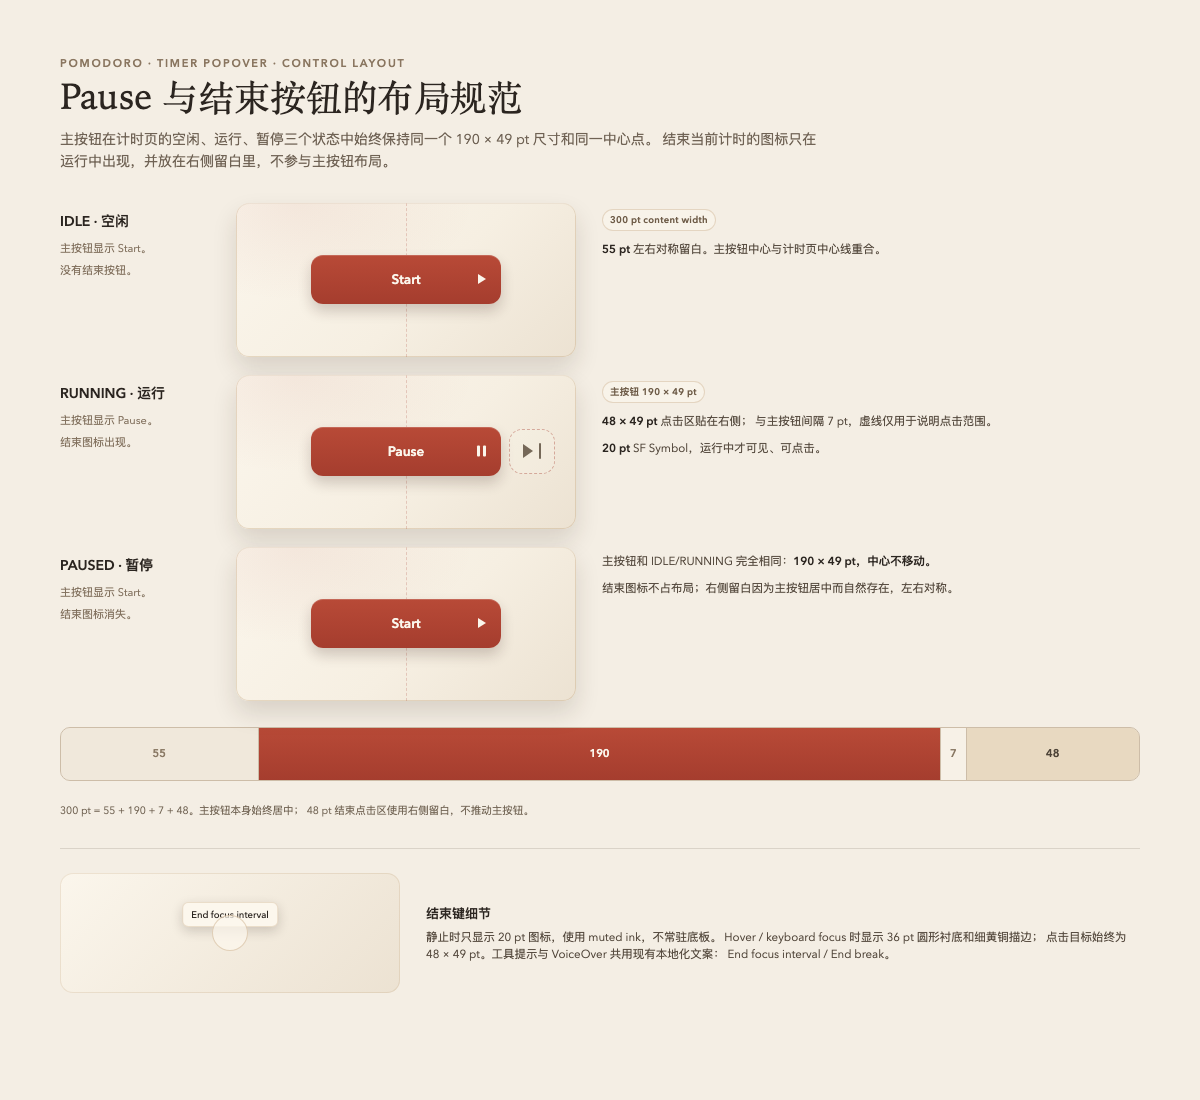 POMODORO · TIMER POPOVER · CONTROL LAYOUT
Pause 与结束按钮的布局规范
主按钮在计时页的空闲、运行、暂停三个状态中始终保持同一个 190 × 49 pt 尺寸和同一中心点。 结束当前计时的图标只在
运行中出现，并放在右侧留白里，不参与主按钮布局。
IDLE · 空闲
主按钮显示 Start。
没有结束按钮。
Start
300 pt content width
55 pt 左右对称留白。主按钮中心与计时页中心线重合。
RUNNING · 运行
主按钮显示 Pause。
结束图标出现。
Pause
主按钮 190 × 49 pt
48 × 49 pt 点击区贴在右侧； 与主按钮间隔 7 pt，虚线仅用于说明点击范围。
20 pt SF Symbol，运行中才可见、可点击。
PAUSED · 暂停
主按钮显示 Start。
结束图标消失。
Start
主按钮和 IDLE/RUNNING 完全相同：190 × 49 pt，中心不移动。
结束图标不占布局；右侧留白因为主按钮居中而自然存在，左右对称。
55
190
7
48
300 pt = 55 + 190 + 7 + 48。主按钮本身始终居中； 48 pt 结束点击区使用右侧留白，不推动主按钮。
End focus interval
结束键细节
静止时只显示 20 pt 图标，使用 muted ink，不常驻底板。 Hover / keyboard focus 时显示 36 pt 圆形衬底和细黄铜描边； 点击目标始终为
48 × 49 pt。工具提示与 VoiceOver 共用现有本地化文案： End focus interval / End break。